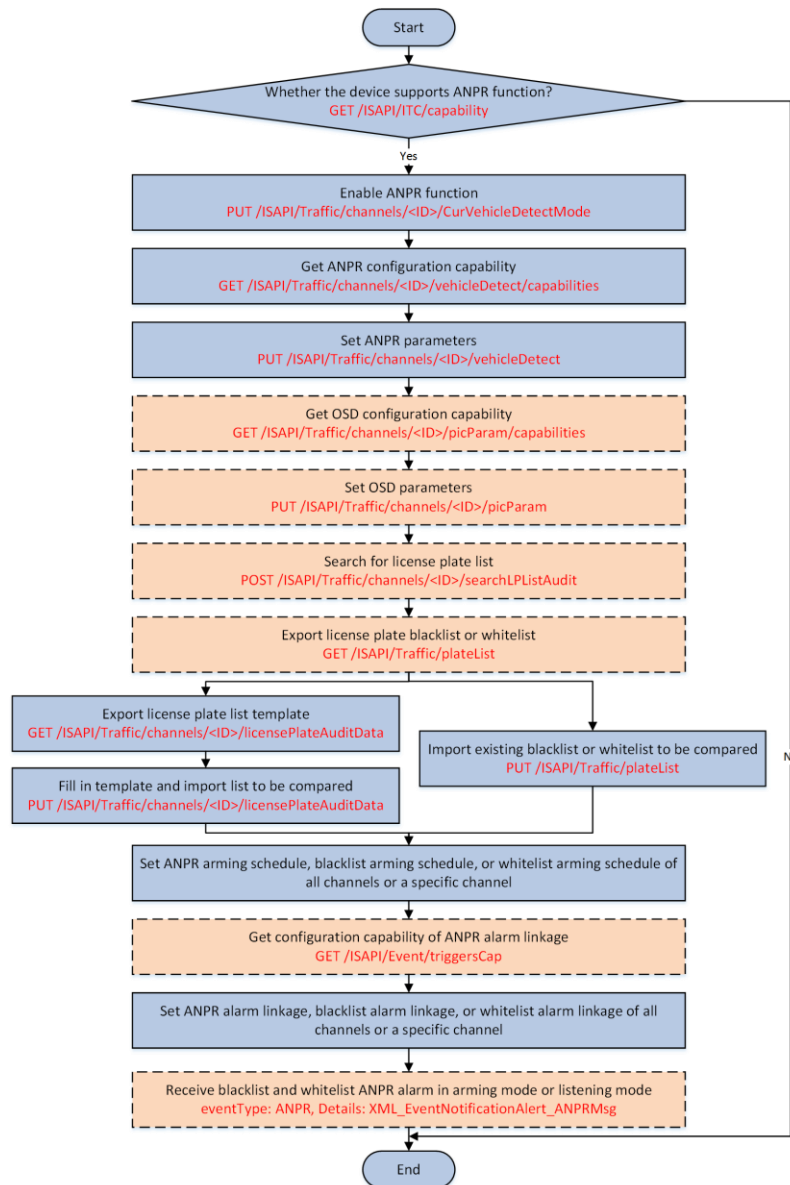 Start
Whether the device supports ANPR function?
GET /ISAPI/ITC/capability
Yes
Enable ANPR function
PUT /ISAPI/Traffic/channels/<ID>/CurVehicleDetectMode
Get ANPR configuration capability
GET /ISAPI/Traffic/channels/<ID>/vehicleDetect/capabilities
Set ANPR parameters
PUT /ISAPI/Traffic/channels/<ID>/vehicleDetect
Get OSD configuration capability
GET /ISAPI/Traffic/channels/<ID>/picParam/capabilities
Set OSD parameters
PUT /ISAPI/Traffic/channels/<ID>/picParam
Search for license plate list
POST /ISAPI/Traffic/channels/<ID>/searchLPListAudit
Export license plate blacklist or whitelist
GET /ISAPI/Traffic/plateList
Export license plate list template
GET /ISAPI/Traffic/channels/<ID>/licensePlateAuditData
Fill in template and import list to be compared
PUT /ISAPI/Traffic/channels/<ID>/licensePlateAuditData
Import existing blacklist or whitelist to be compared
PUT /ISAPI/Traffic/plateList
N
Set ANPR arming schedule, blacklist arming schedule, or whitelist arming schedule of
all channels or a specific channel
Get configuration capability of ANPR alarm linkage
GET /ISAPI/Event/triggersCap
Set ANPR alarm linkage, blacklist alarm linkage, or whitelist alarm linkage of all
channels or a specific channel
Receive blacklist and whitelist ANPR alarm in arming mode or listening mode
eventType: ANPR, Details: XML_EventNotificationAlert_ANPRMsg
End